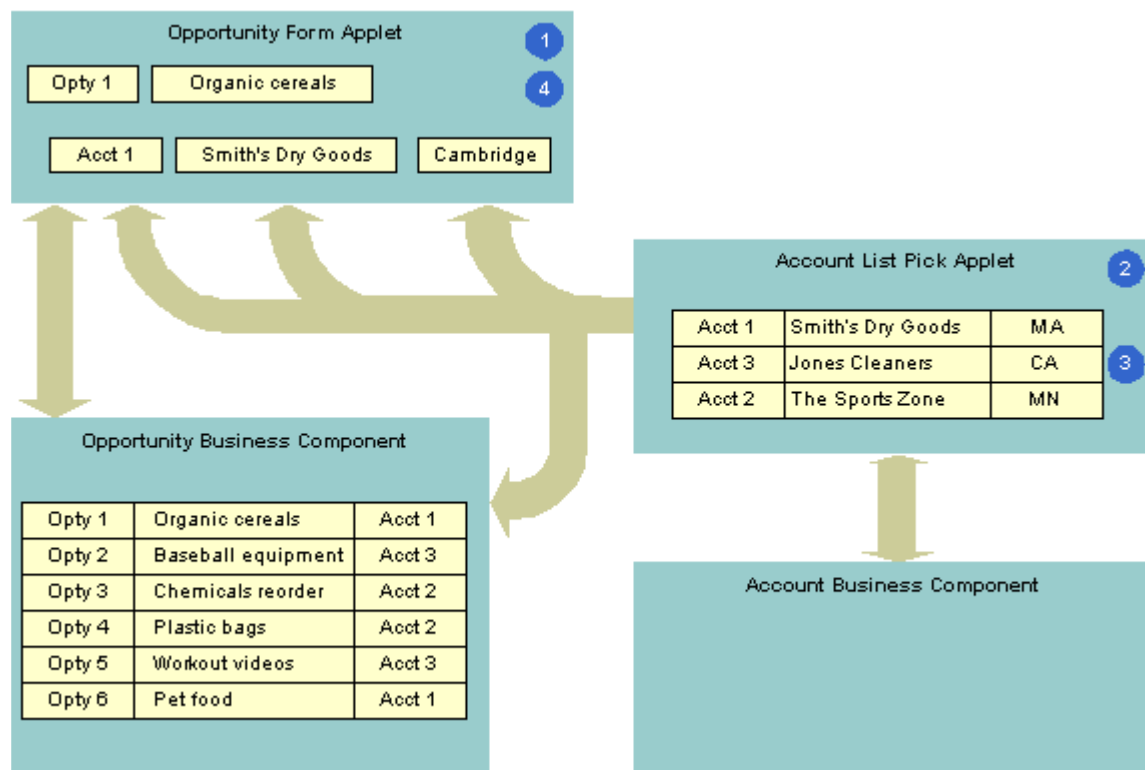 Opportunity Form Applet
1
Opty 1 Organic cereals
4
Acct 1 Smith's Dry Goods Cambridge
Account List Pick Applet
2
Acct 1 Smith's Dry Goods MA
Acct 3 Jones Cleaners CA
3
Acct 2 The Sports Zone MN
Opportunity Business Component
Opty 1 Organic cereals Acct 1
Opty 2 Baseball equipment Acct 3
Opty 3 Chemicals reorder Acct 2
Opty 4 Plastic bags Acct 2
Opty 5 Workout videos Acct 3
Opty 6 Pet food Acct 1
Account Business Component